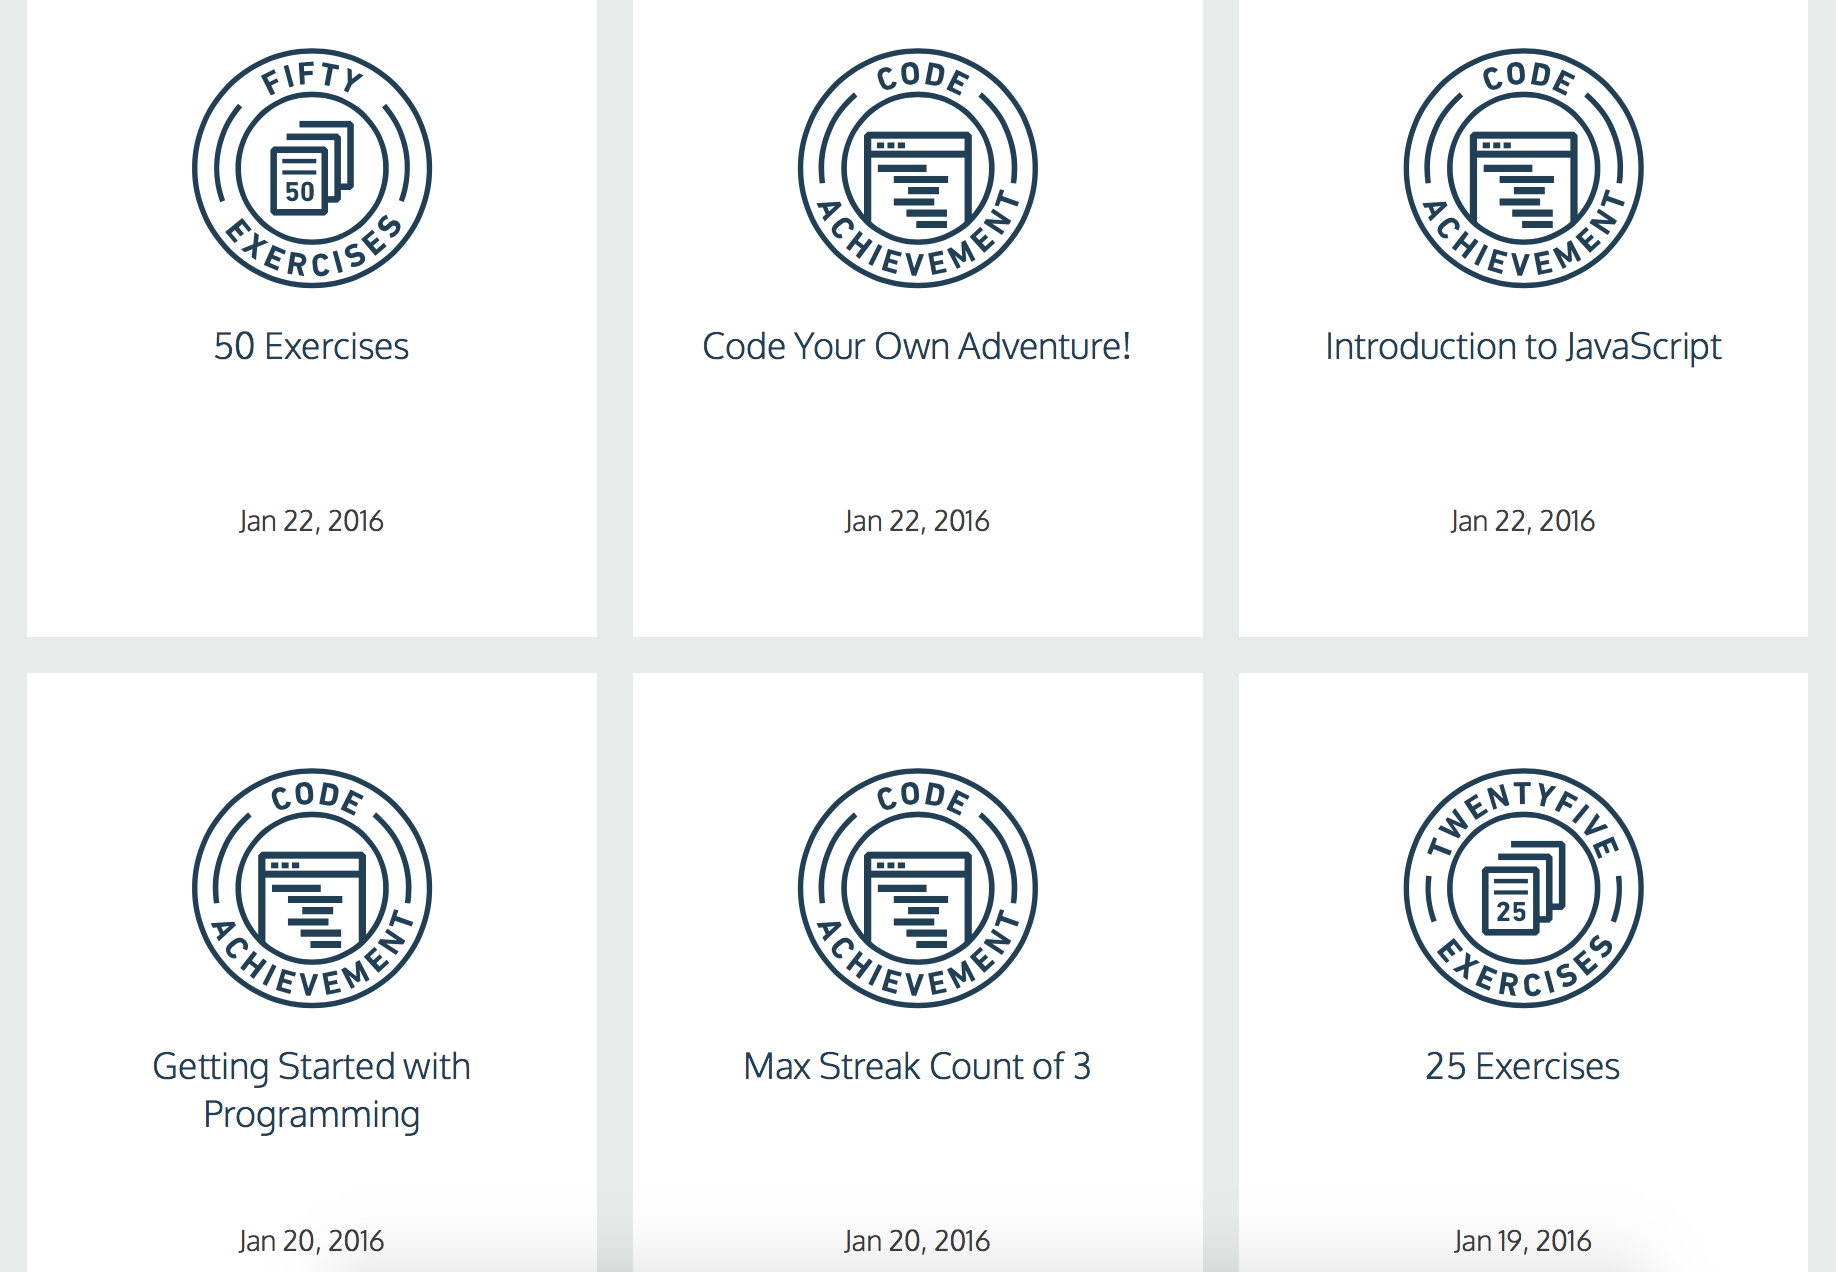 FIFTY
50
EXERCISES
50 Exercises
Jan 22, 2016
CODE
ACHIEVEMENT
Code Your Own Adventure!
Jan 22, 2016
CODE
ACHIEVEMENT
Introduction to JavaScript
Jan 22, 2016
CODE
ACHIEVEMENT
Getting Started with
Programming
Jan 20, 2016
CODE
ACHIEVEMENT
Max Streak Count of 3
Jan 20, 2016
TWENTYFIVE
25
EXERCISES
25 Exercises
Jan 19, 2016